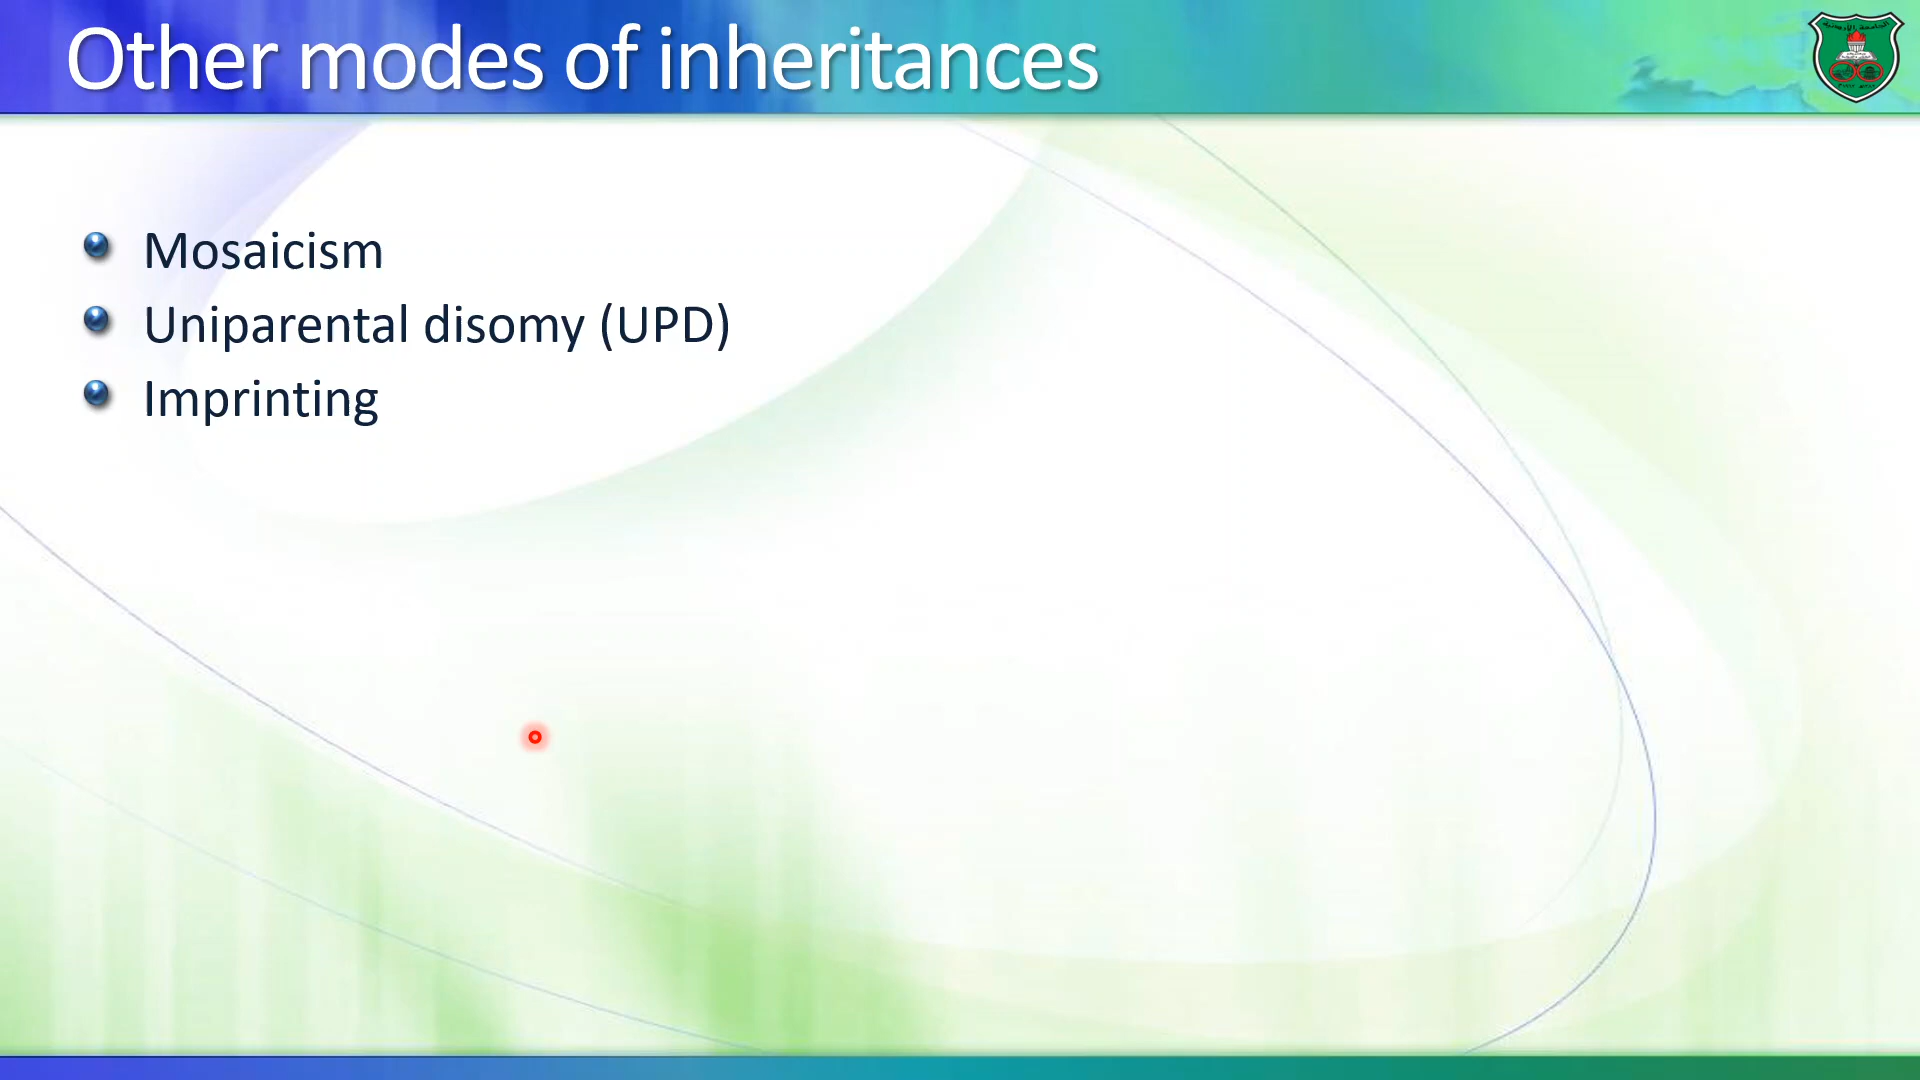 Other modes of inheritances
Mosaicism
Uniparental disomy (UPD)
Imprinting